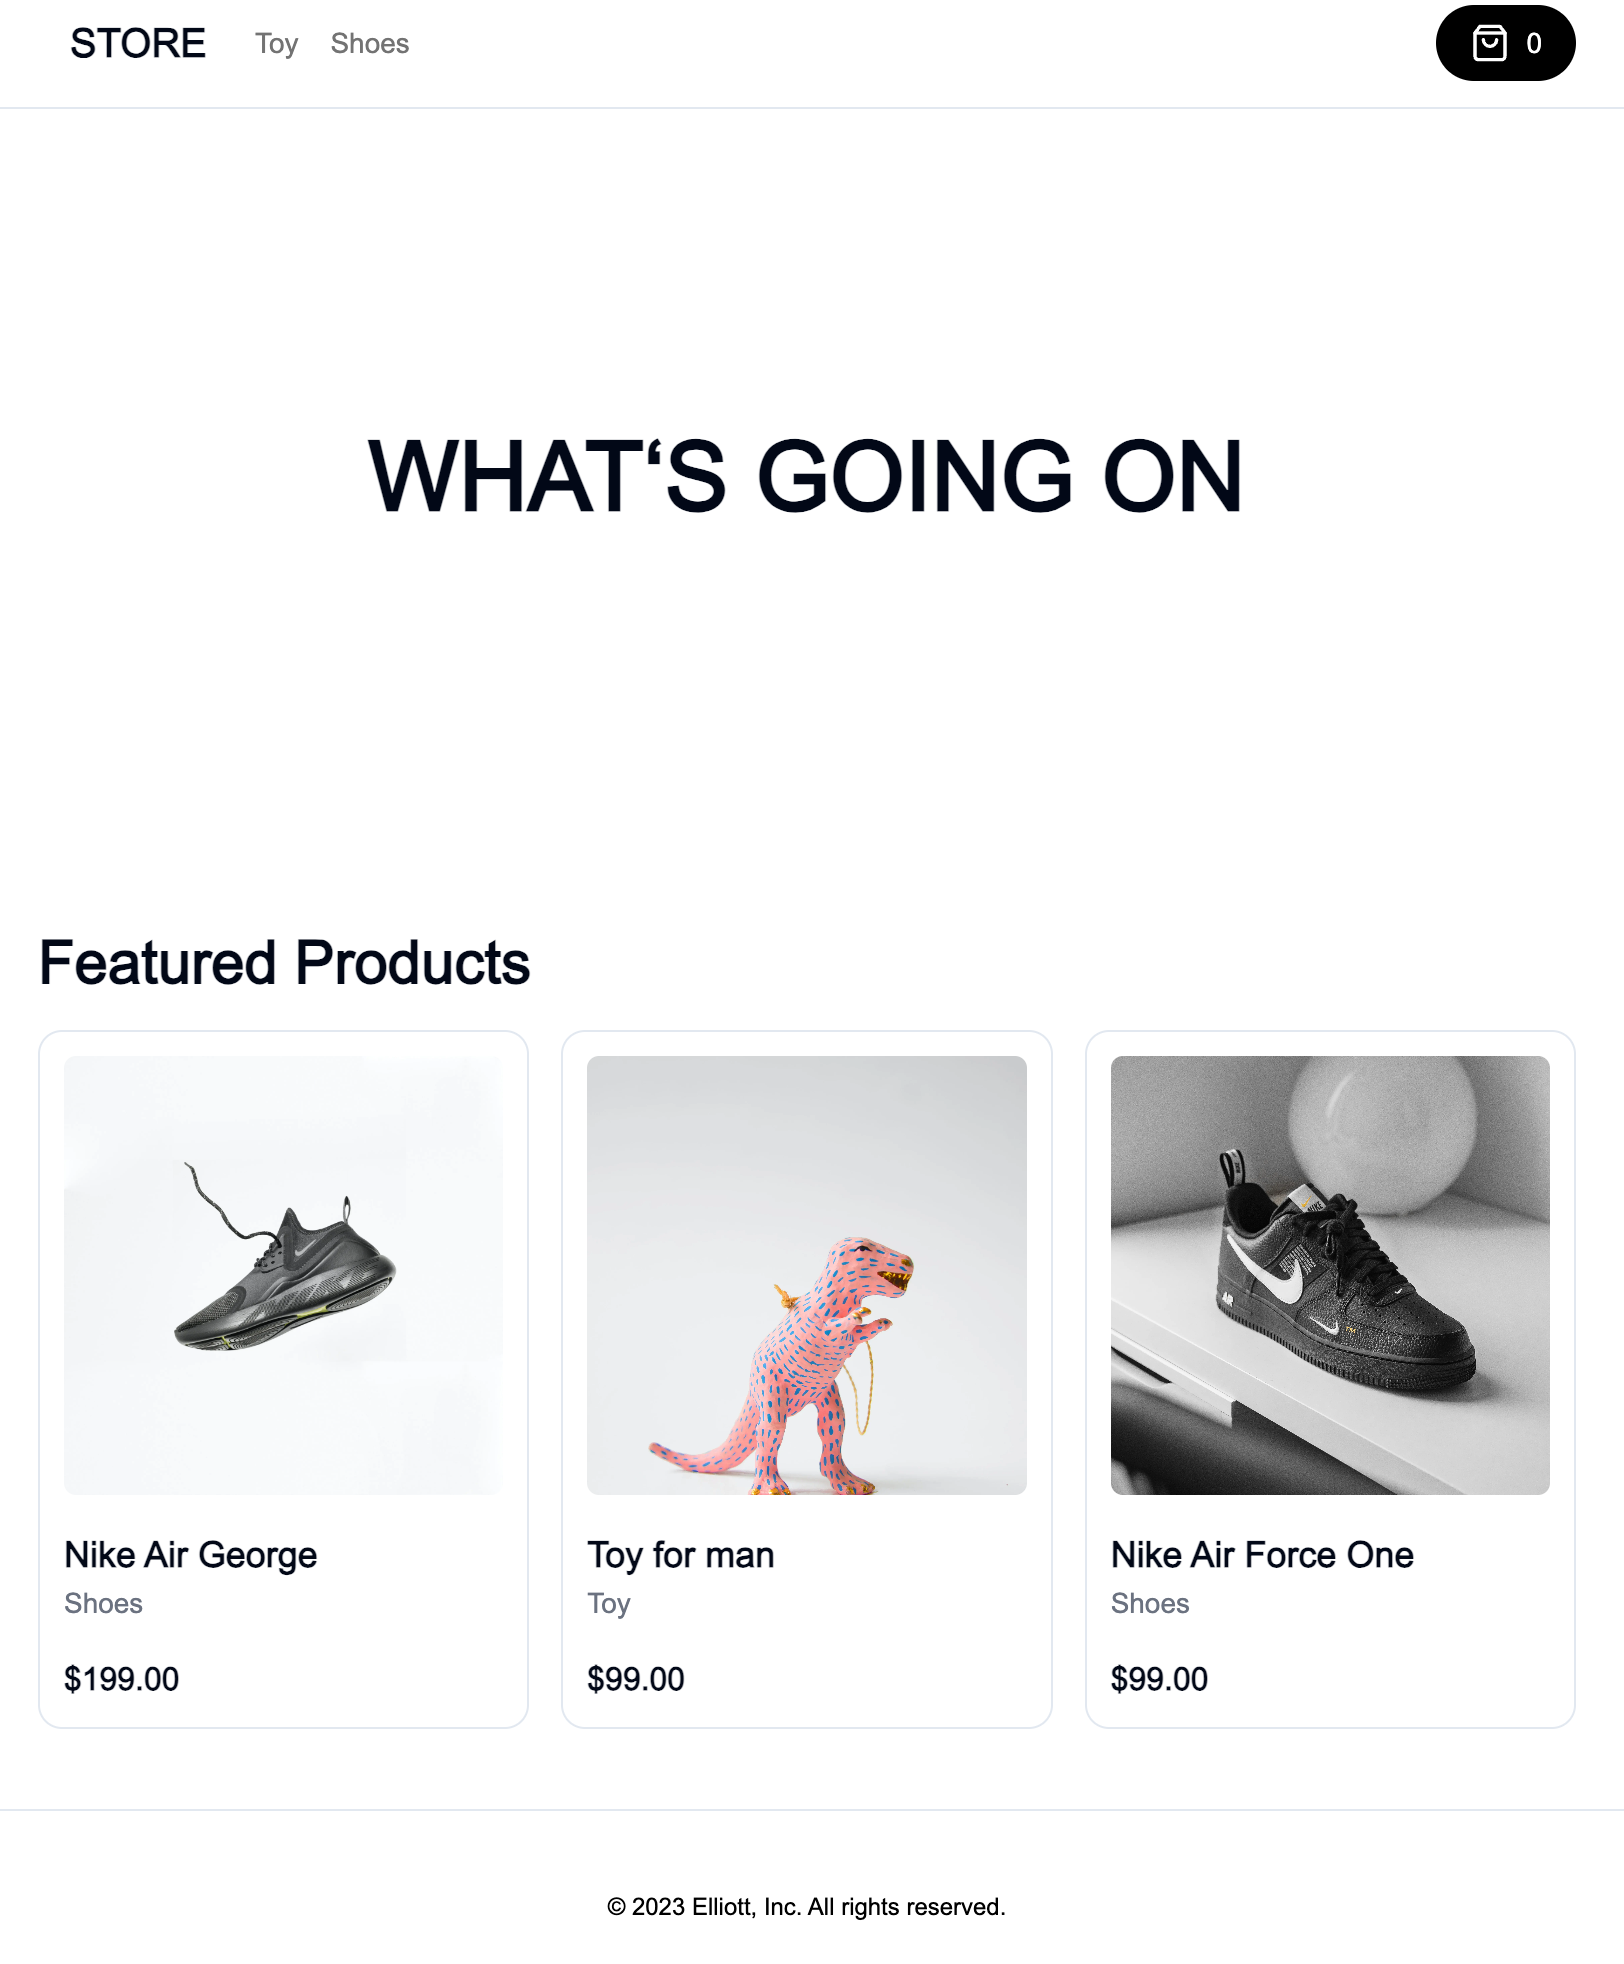 STORE Toy Shoes 0
WHAT‘S GOING ON
Featured Products
Nike Air George
Shoes
$199.00
Toy for man
Toy
$99.00
AIR
Nike Air Force One
Shoes
$99.00
© 2023 Elliott, Inc. All rights reserved.